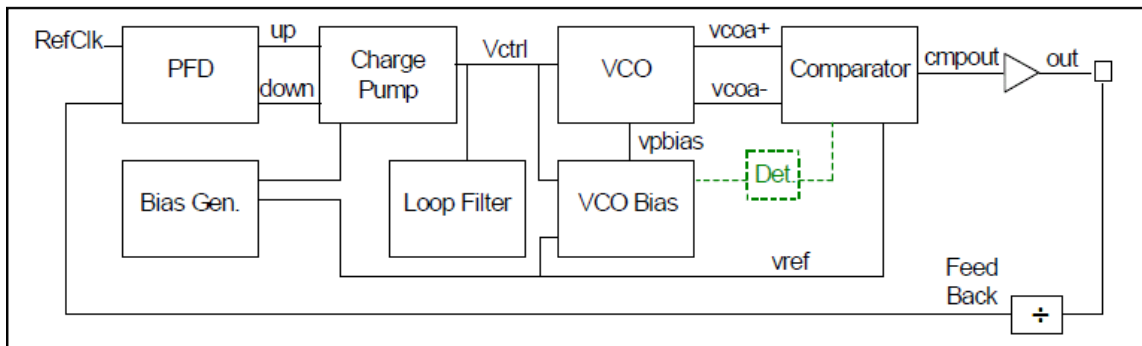 RefClk
PFD
up
down
Charge
Pump
Vctrl
VCO
vcoa+
vcoa-
Comparator
cmpout
out
vpbias
Bias Gen.
Loop Filter
VCO Bias
Det.
vref
Feed
Back
÷